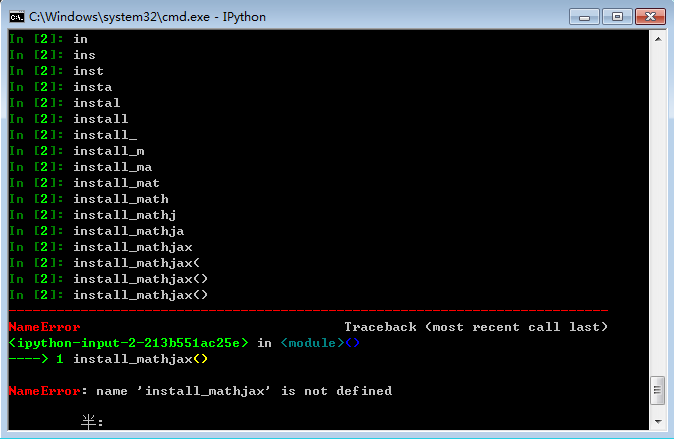 C:\Windows\system32\cmd.exe - IPython
In [2]: in
In [2]: ins
In [2]: inst
In [2]: insta
In [2]: instal
In [2]: install
In [2]: install_
In [2]: install_m
In [2]: install_ma
In [2]: install_mat
In [2]: install_math
In [2]: install_mathj
In [2]: install_mathja
In [2]: install_mathjax
In [2]: install_mathjax(
In [2]: install_mathjax()
In [2]: install_mathjax()
---------------------------------------------------------------------------
NameError                                 Traceback (most recent call last)
<ipython-input-2-213b551ac25e> in <module>()
----> 1 install_mathjax()
NameError: name 'install_mathjax' is not defined
半: